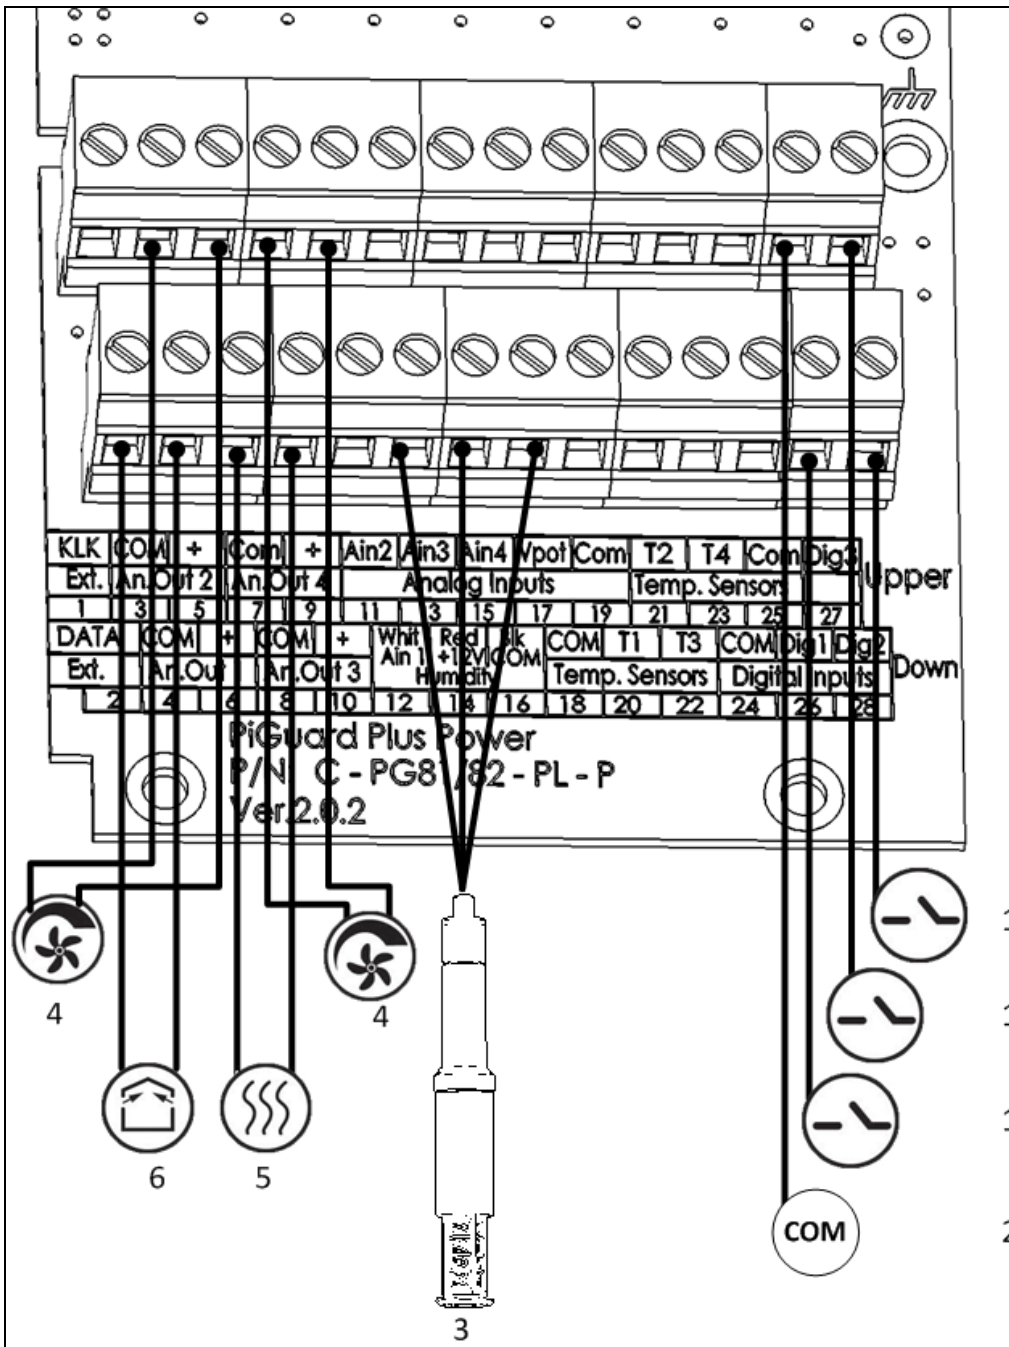 KLK COM + Com + Ain2 Ain3 Ain4 Vpot Com T2 T4 Com Dig3
Ext. An.Out 2 An.Out 4 Analog Inputs Temp. Sensors Upper
1 3 5 7 9 11 13 15 17 19 21 23 25 27
DATA COM + COM + Whit Red Blk COM T1 T3 COM Dig1 Dig2
Ain 1 +12V COM
Ext. An.Out An.Out 3 Humidity Temp. Sensors Digital Inputs Down
2 4 6 8 10 12 14 16 18 20 22 24 26 28
PiGuard Plus Power
P/N C - PG81/82 - PL - P
Ver.2.0.2
1
4
4
1
1
6
5
COM
2
3